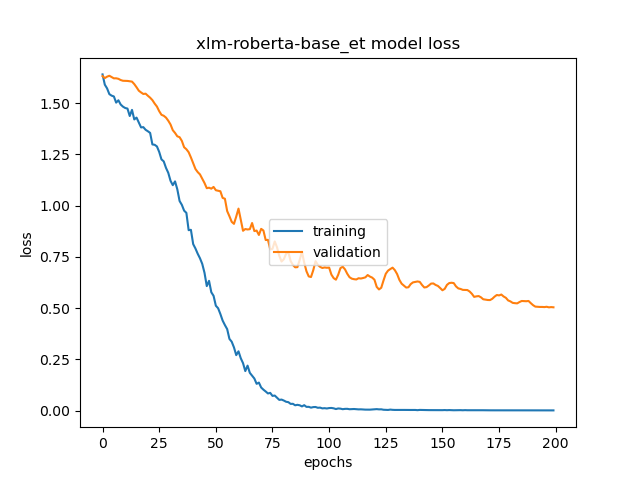 xlm-roberta-base_et model loss
1.50
1.25
1.00
0.75
0.50
0.25
0.00
loss
training
validation
0 25 50 75 100 125 150 175 200
epochs